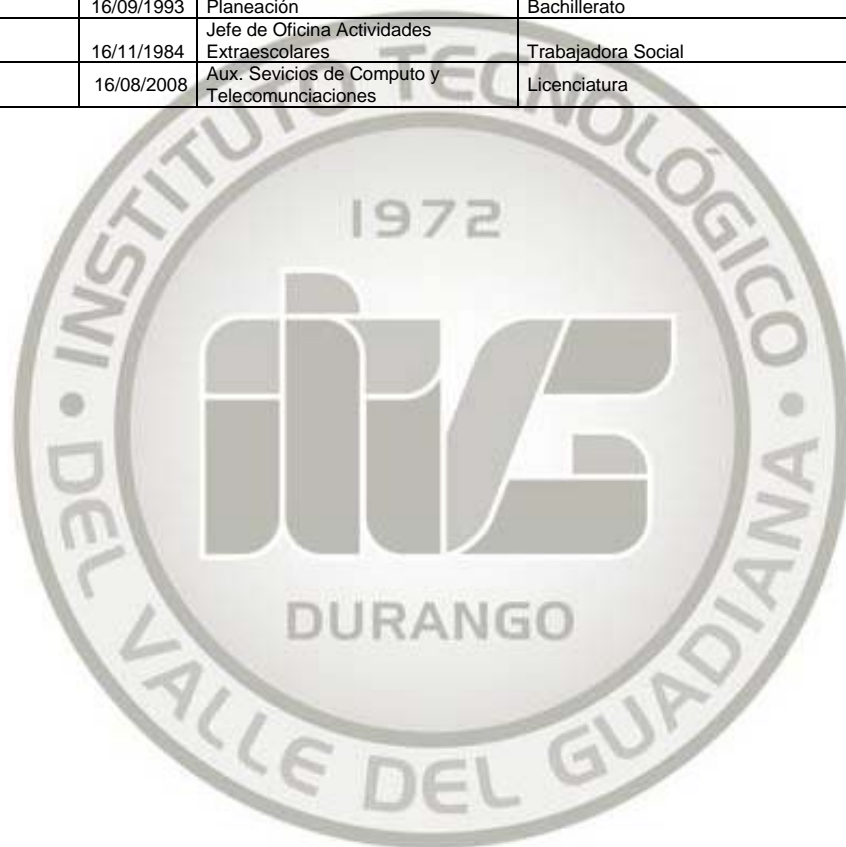 16/09/1993 Planeación Bachillerato
Jefe de Oficina Actividades
16/11/1984 Extraescolares Trabajadora Social
16/08/2008 Aux. Sevicios de Computo y Licenciatura
Telecomunciaciones
INSTITUTO TECNOLÓGICO
1972
DURANGO
• DEL VALLE DEL GUADIANA •